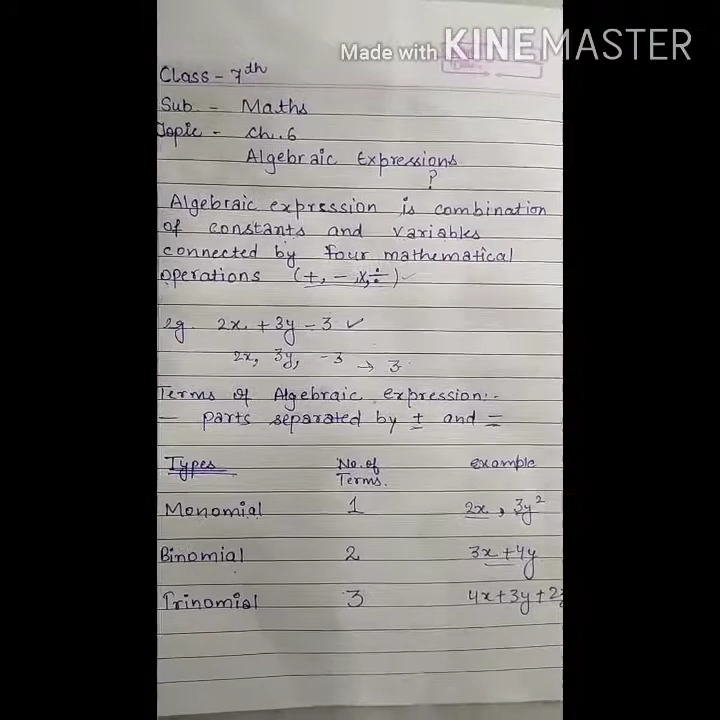 Made with KINEMASTER
Class - 7th
Sub - Maths
Topic - Ch. 6
Algebraic Expressions
?
Algebraic expression is combination
of constants and variables
connected by four mathematical
operations (+, -, x, ÷) ✓
eg. 2x + 3y - 3 ✓
2x, 3y, -3 → 3
Terms of Algebraic expression:-
- parts separated by + and -
Types No. of Terms. example
Monomial 1 2x, 3y²
Binomial 2 3x + 4y
Trinomial 3 4x + 3y + 2